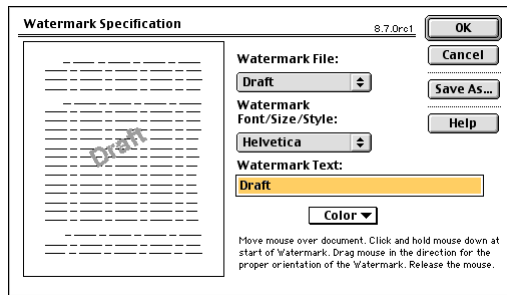 Watermark Specification
8.7.0rc1
OK
Cancel
Save As...
Help
Draft
Watermark File:
Draft
Watermark
Font/Size/Style:
Helvetica
Watermark Text:
Draft
Color
Move mouse over document. Click and hold mouse down at
start of Watermark. Drag mouse in the direction for the
proper orientation of the Watermark. Release the mouse.